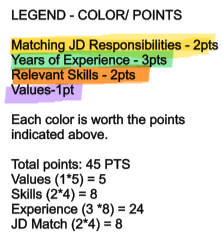 LEGEND - COLOR/ POINTS
Matching JD Responsibilities - 2pts
Years of Experience - 3pts
Relevant Skills - 2pts
Values-1pt
Each color is worth the points
indicated above.
Total points: 45 PTS
Values (1*5) = 5
Skills (2*4) = 8
Experience (3 *8) = 24
JD Match (2*4) = 8